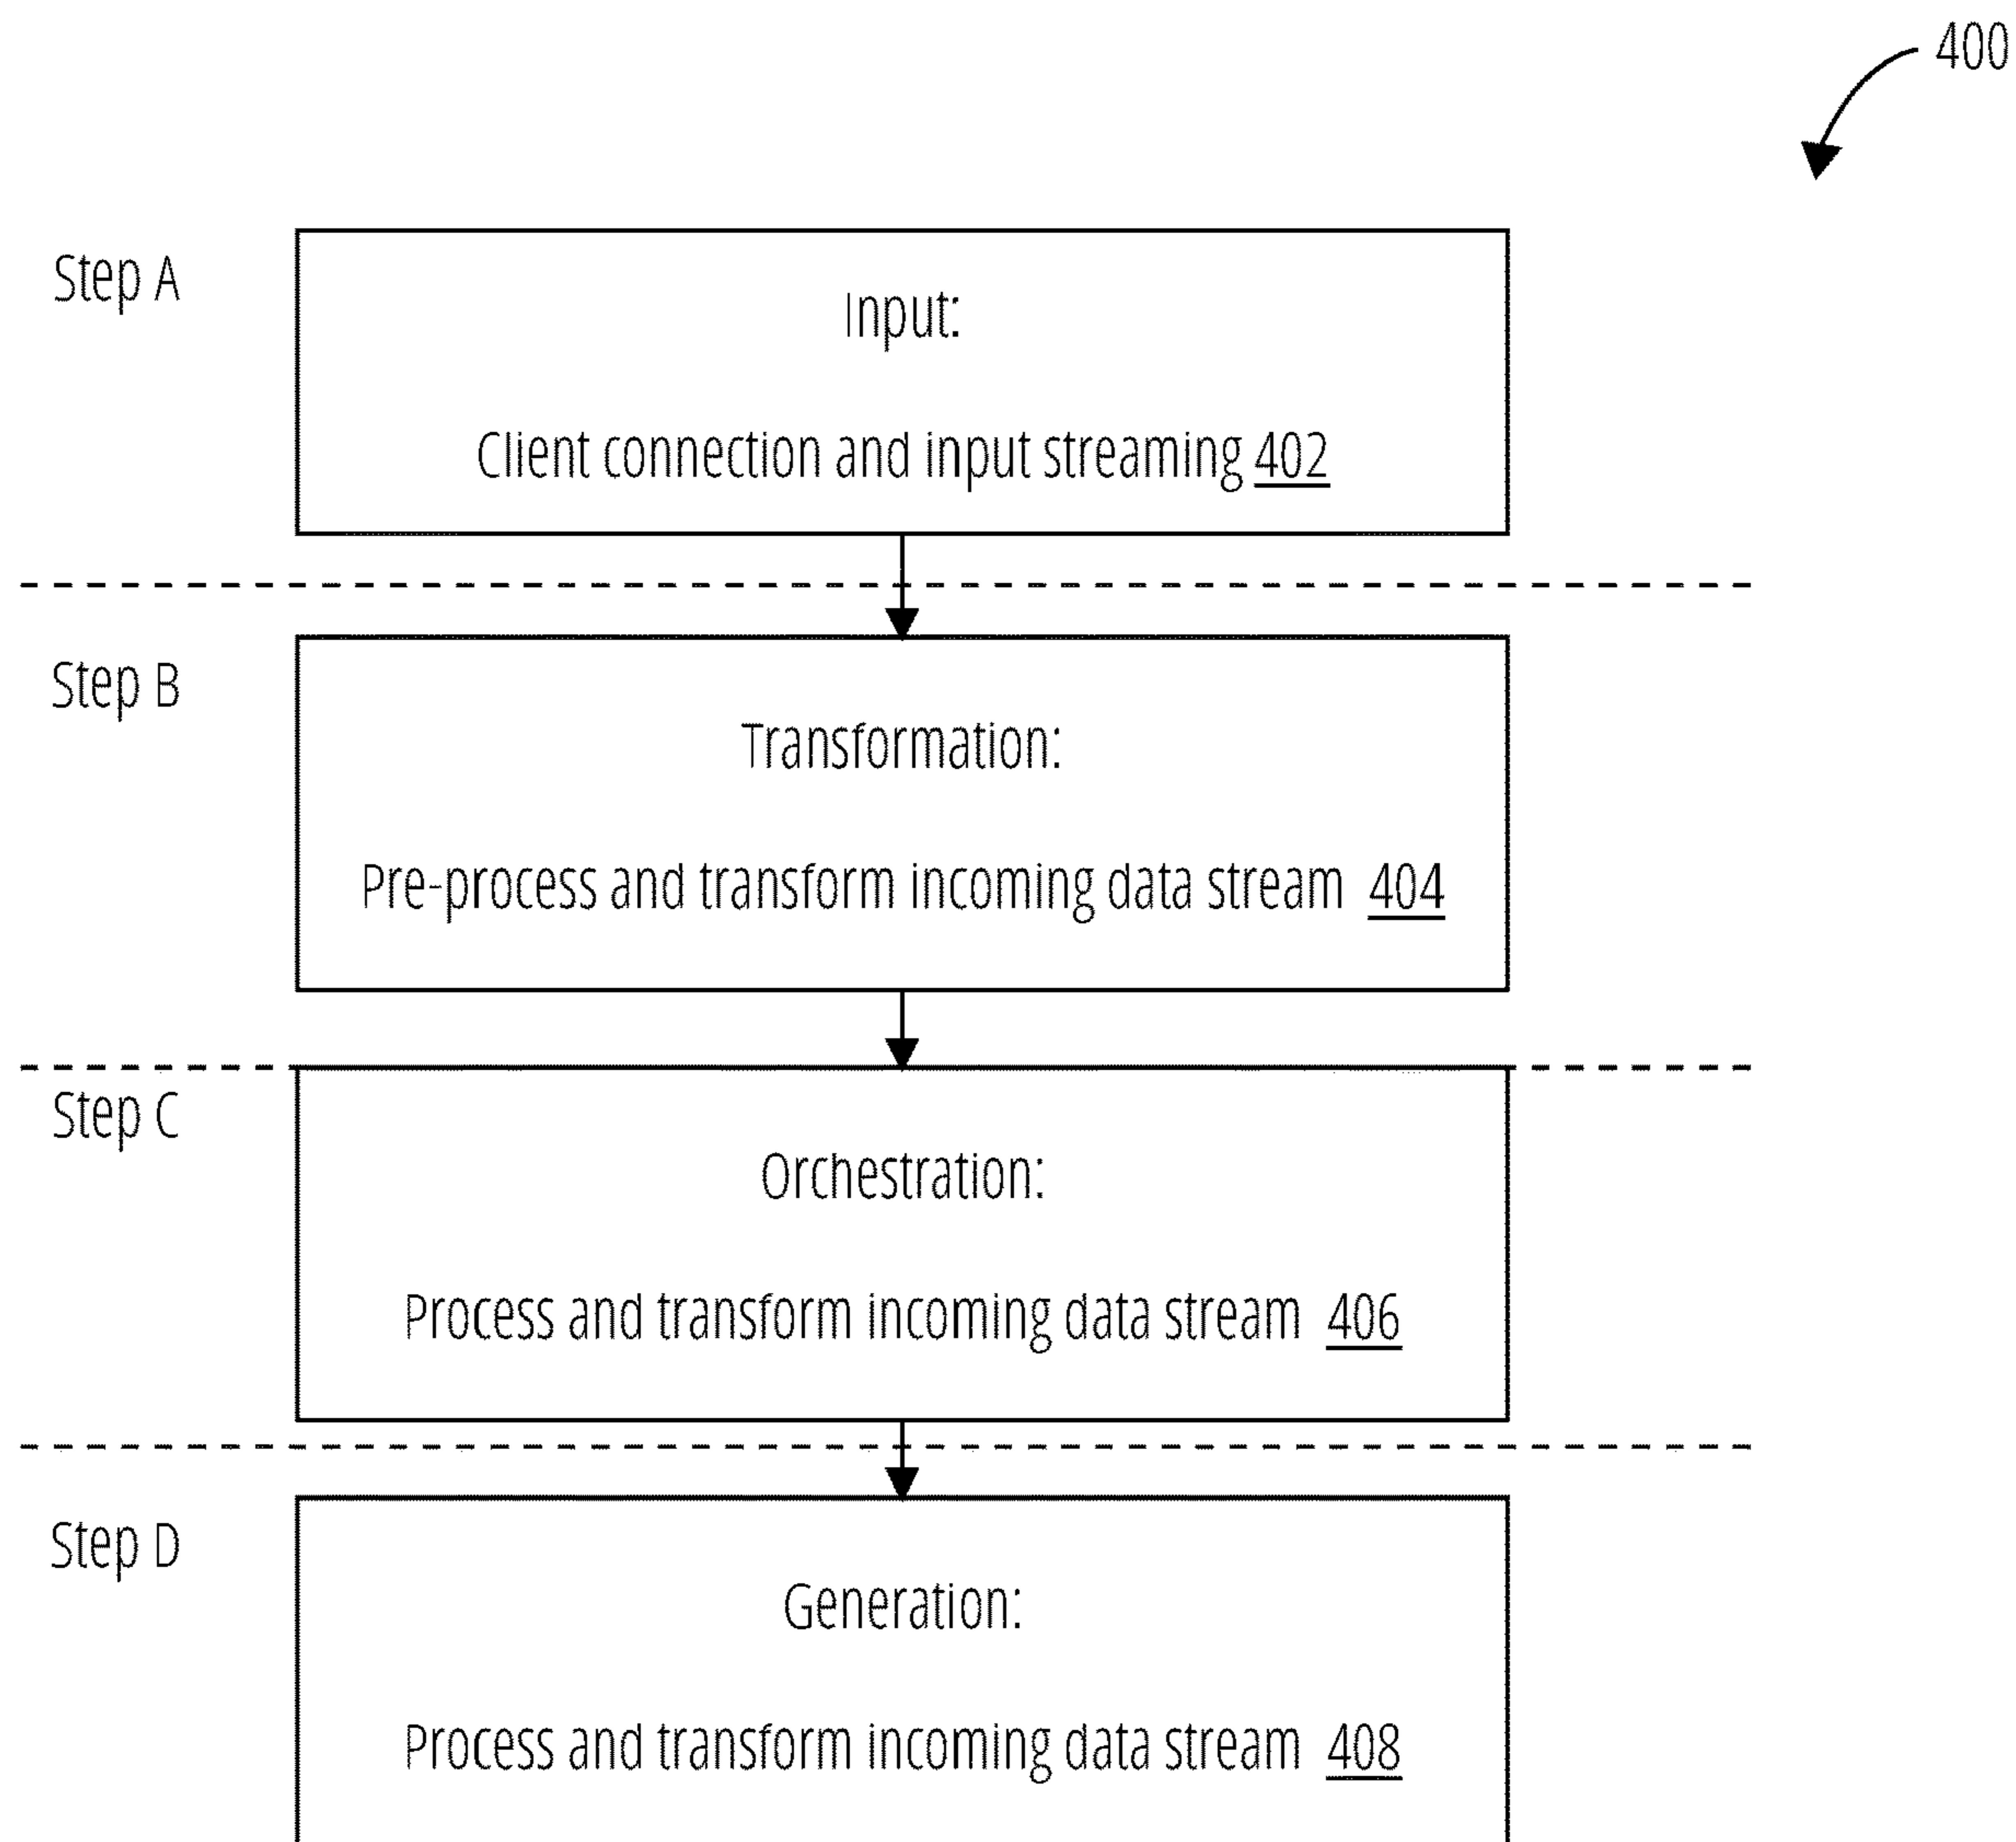 400
Step A
Input:
Client connection and input streaming 402
Step B
Transformation:
Pre-process and transform incoming data stream 404
Step C
Orchestration:
Process and transform incoming data stream 406
Step D
Generation:
Process and transform incoming data stream 408